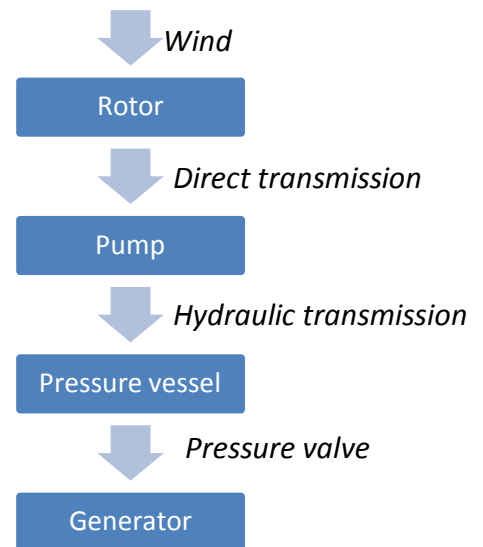 Wind
Rotor
Direct transmission
Pump
Hydraulic transmission
Pressure vessel
Pressure valve
Generator